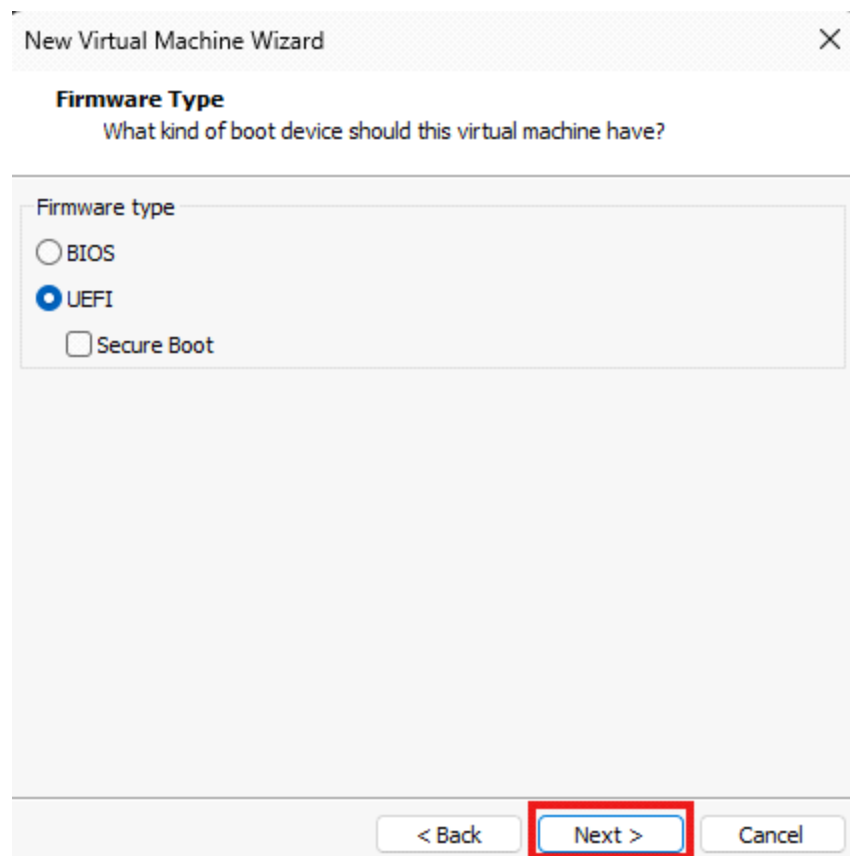 New Virtual Machine Wizard
Firmware Type
What kind of boot device should this virtual machine have?
Firmware type
BIOS
UEFI
Secure Boot
< Back Next > Cancel